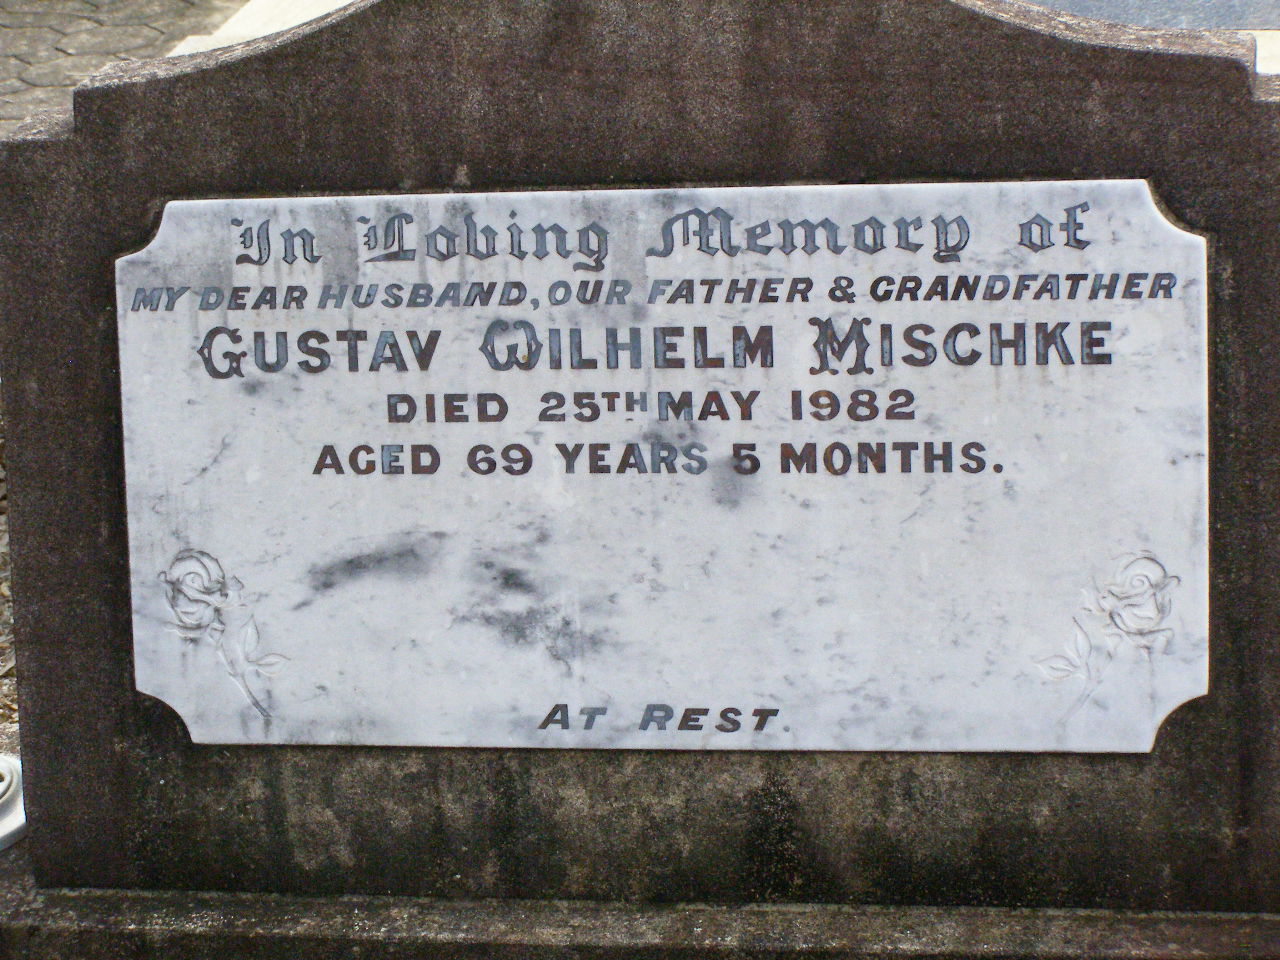 In Loving Memory of
MY DEAR HUSBAND, OUR FATHER & GRANDFATHER
GUSTAV WILHELM MISCHKE
DIED 25TH MAY 1982
AGED 69 YEARS 5 MONTHS.
AT REST.